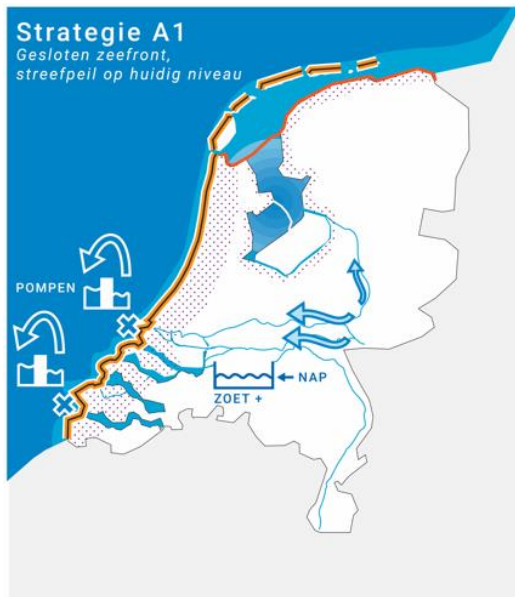 Strategie A1
Gesloten zeefront,
streefpeil op huidig niveau
POMPEN
NAP
ZOET +